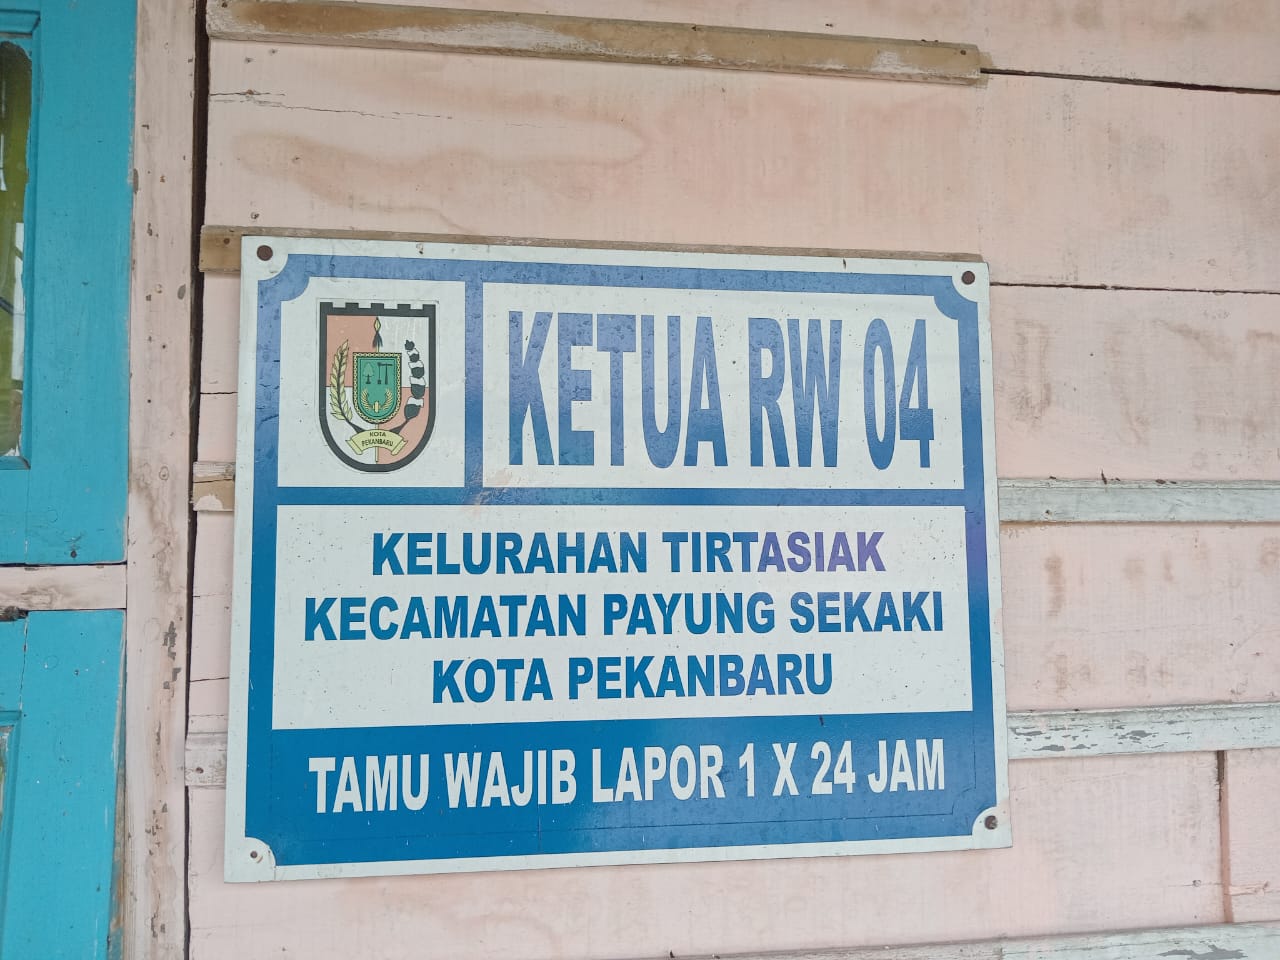 KOTA
PEKANBARU
KETUA RW 04
KELURAHAN TIRTASIAK
KECAMATAN PAYUNG SEKAKI
KOTA PEKANBARU
TAMU WAJIB LAPOR 1 X 24 JAM